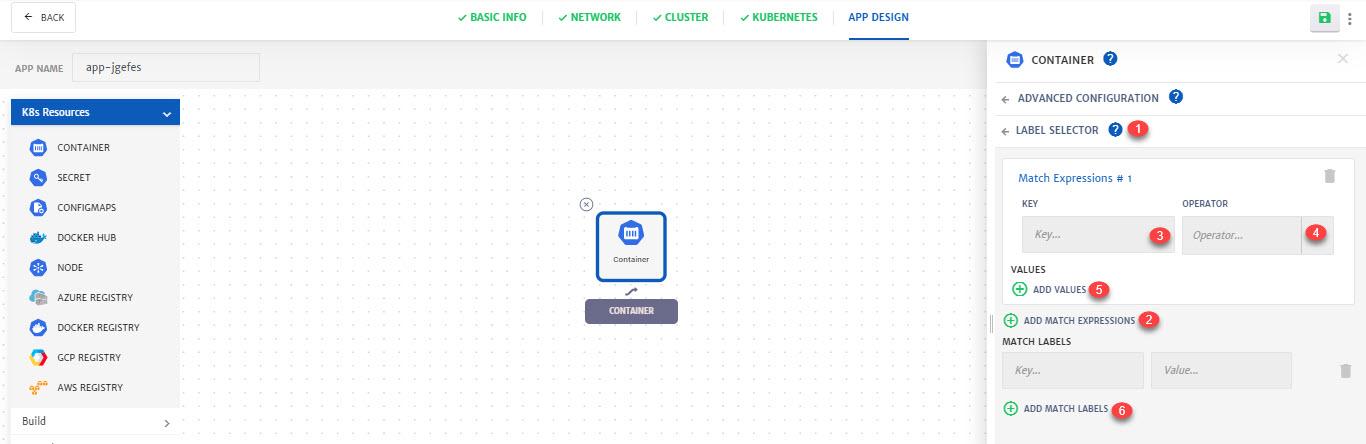 BACK
BASIC INFO
NETWORK
CLUSTER
KUBERNETES
APP DESIGN
APP NAME
app-jgefes
K8s Resources
CONTAINER
SECRET
CONFIGMAPS
DOCKER HUB
NODE
AZURE REGISTRY
DOCKER REGISTRY
GCP REGISTRY
AWS REGISTRY
Build
Container
CONTAINER
CONTAINER ?
ADVANCED CONFIGURATION ?
LABEL SELECTOR ? 1
Match Expressions # 1
KEY OPERATOR
Key... 3 Operator... 4
VALUES
ADD VALUES 5
ADD MATCH EXPRESSIONS 2
MATCH LABELS
Key... Value...
ADD MATCH LABELS 6